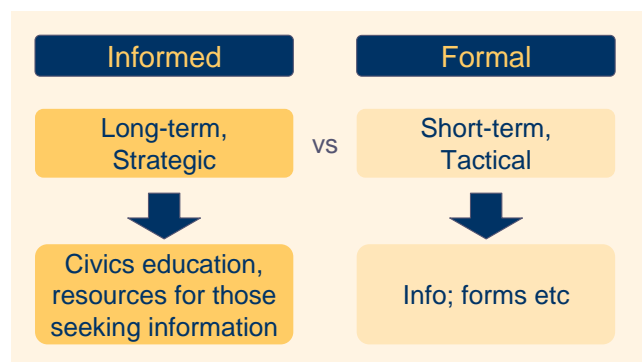 Informed
Formal
Long-term,
Strategic
vs
Short-term,
Tactical
Civics education,
resources for those
seeking information
Info; forms etc